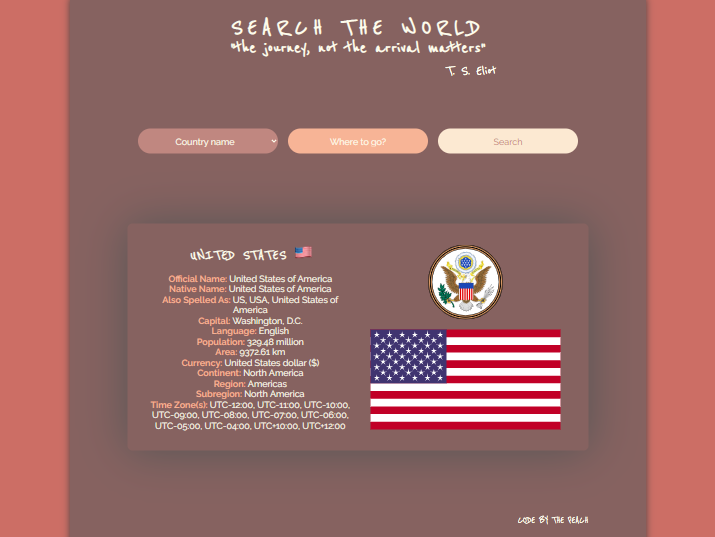 SEARCH THE WORLD
"the journey, not the arrival matters"
T. S. Eliot
Country name
Where to go?
Search
UNITED STATES
Official Name: United States of America
Native Name: United States of America
Also Spelled As: US, USA, United States of
America
Capital: Washington, D.C.
Language: English
Population: 329.48 million
Area: 9372.61 km
Currency: United States dollar ($)
Continent: North America
Region: Americas
Subregion: North America
Time Zone(s): UTC-12:00, UTC-11:00, UTC-10:00,
UTC-09:00, UTC-08:00, UTC-07:00, UTC-06:00,
UTC-05:00, UTC-04:00, UTC+10:00, UTC+12:00
CODE BY THE PEACH